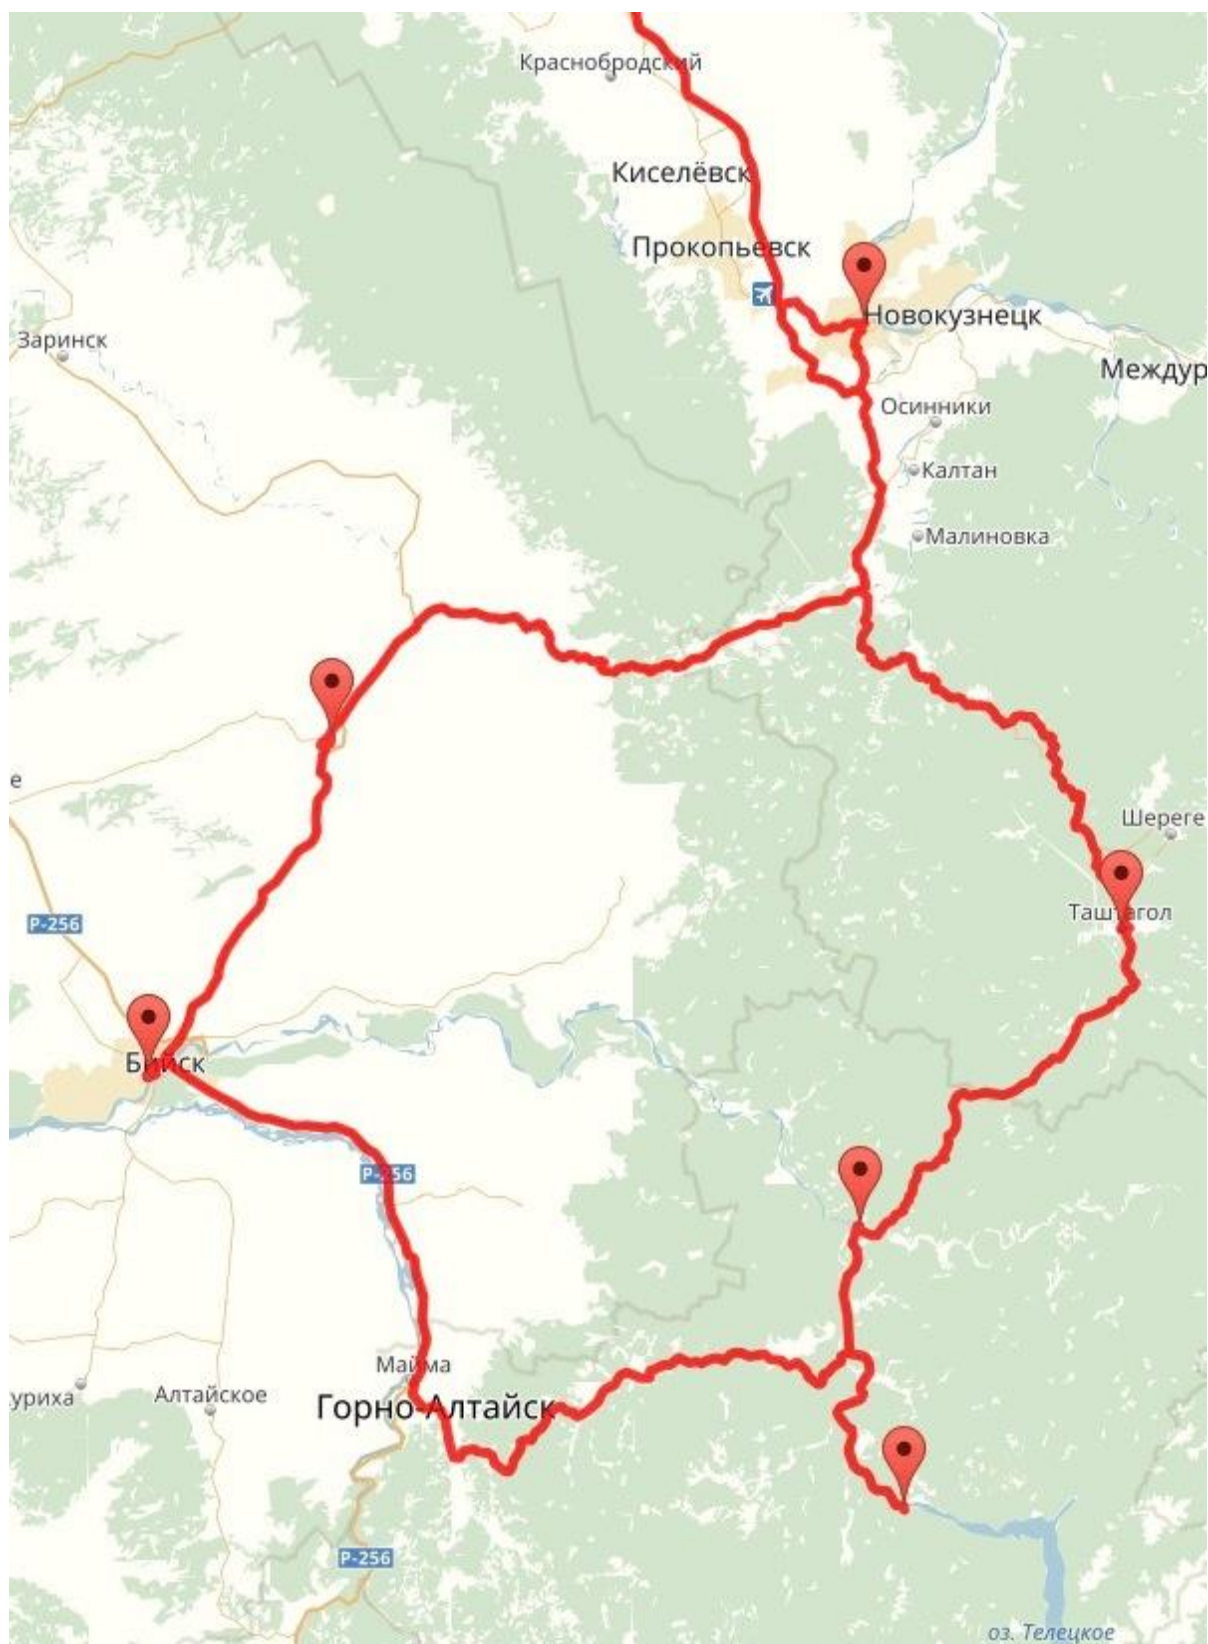 Краснобродский
Киселёвск
Прокопьевск
Новокузнецк
Заринск
Междур
Осинники
Калтан
Малиновка
е
Шереге
Таштагол
Р-256
Бийск
Р-256
Майма
уриха
Алтайское
Горно-Алтайск
Р-256
оз. Телецкое